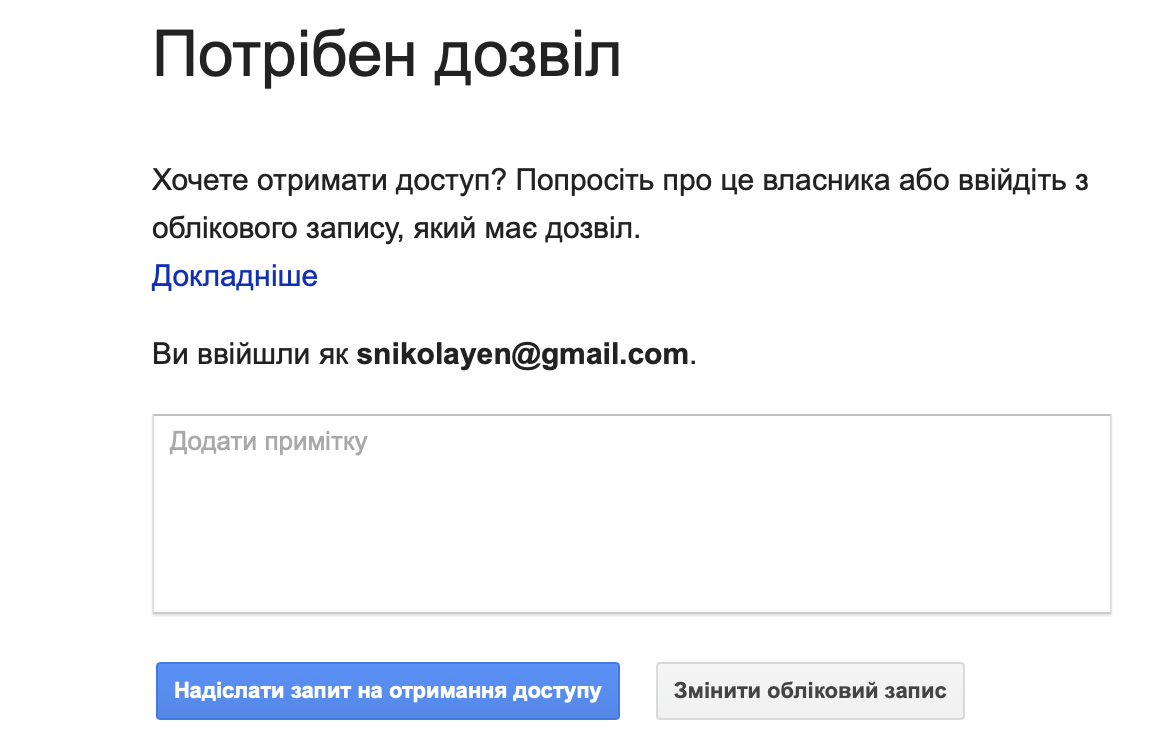 Потрібен дозвіл
Хочете отримати доступ? Попросіть про це власника або ввійдіть з
облікового запису, який має дозвіл.
Докладніше
Ви ввійшли як snikolayen@gmail.com.
Додати примітку
Надіслати запит на отримання доступу
Змінити обліковий запис